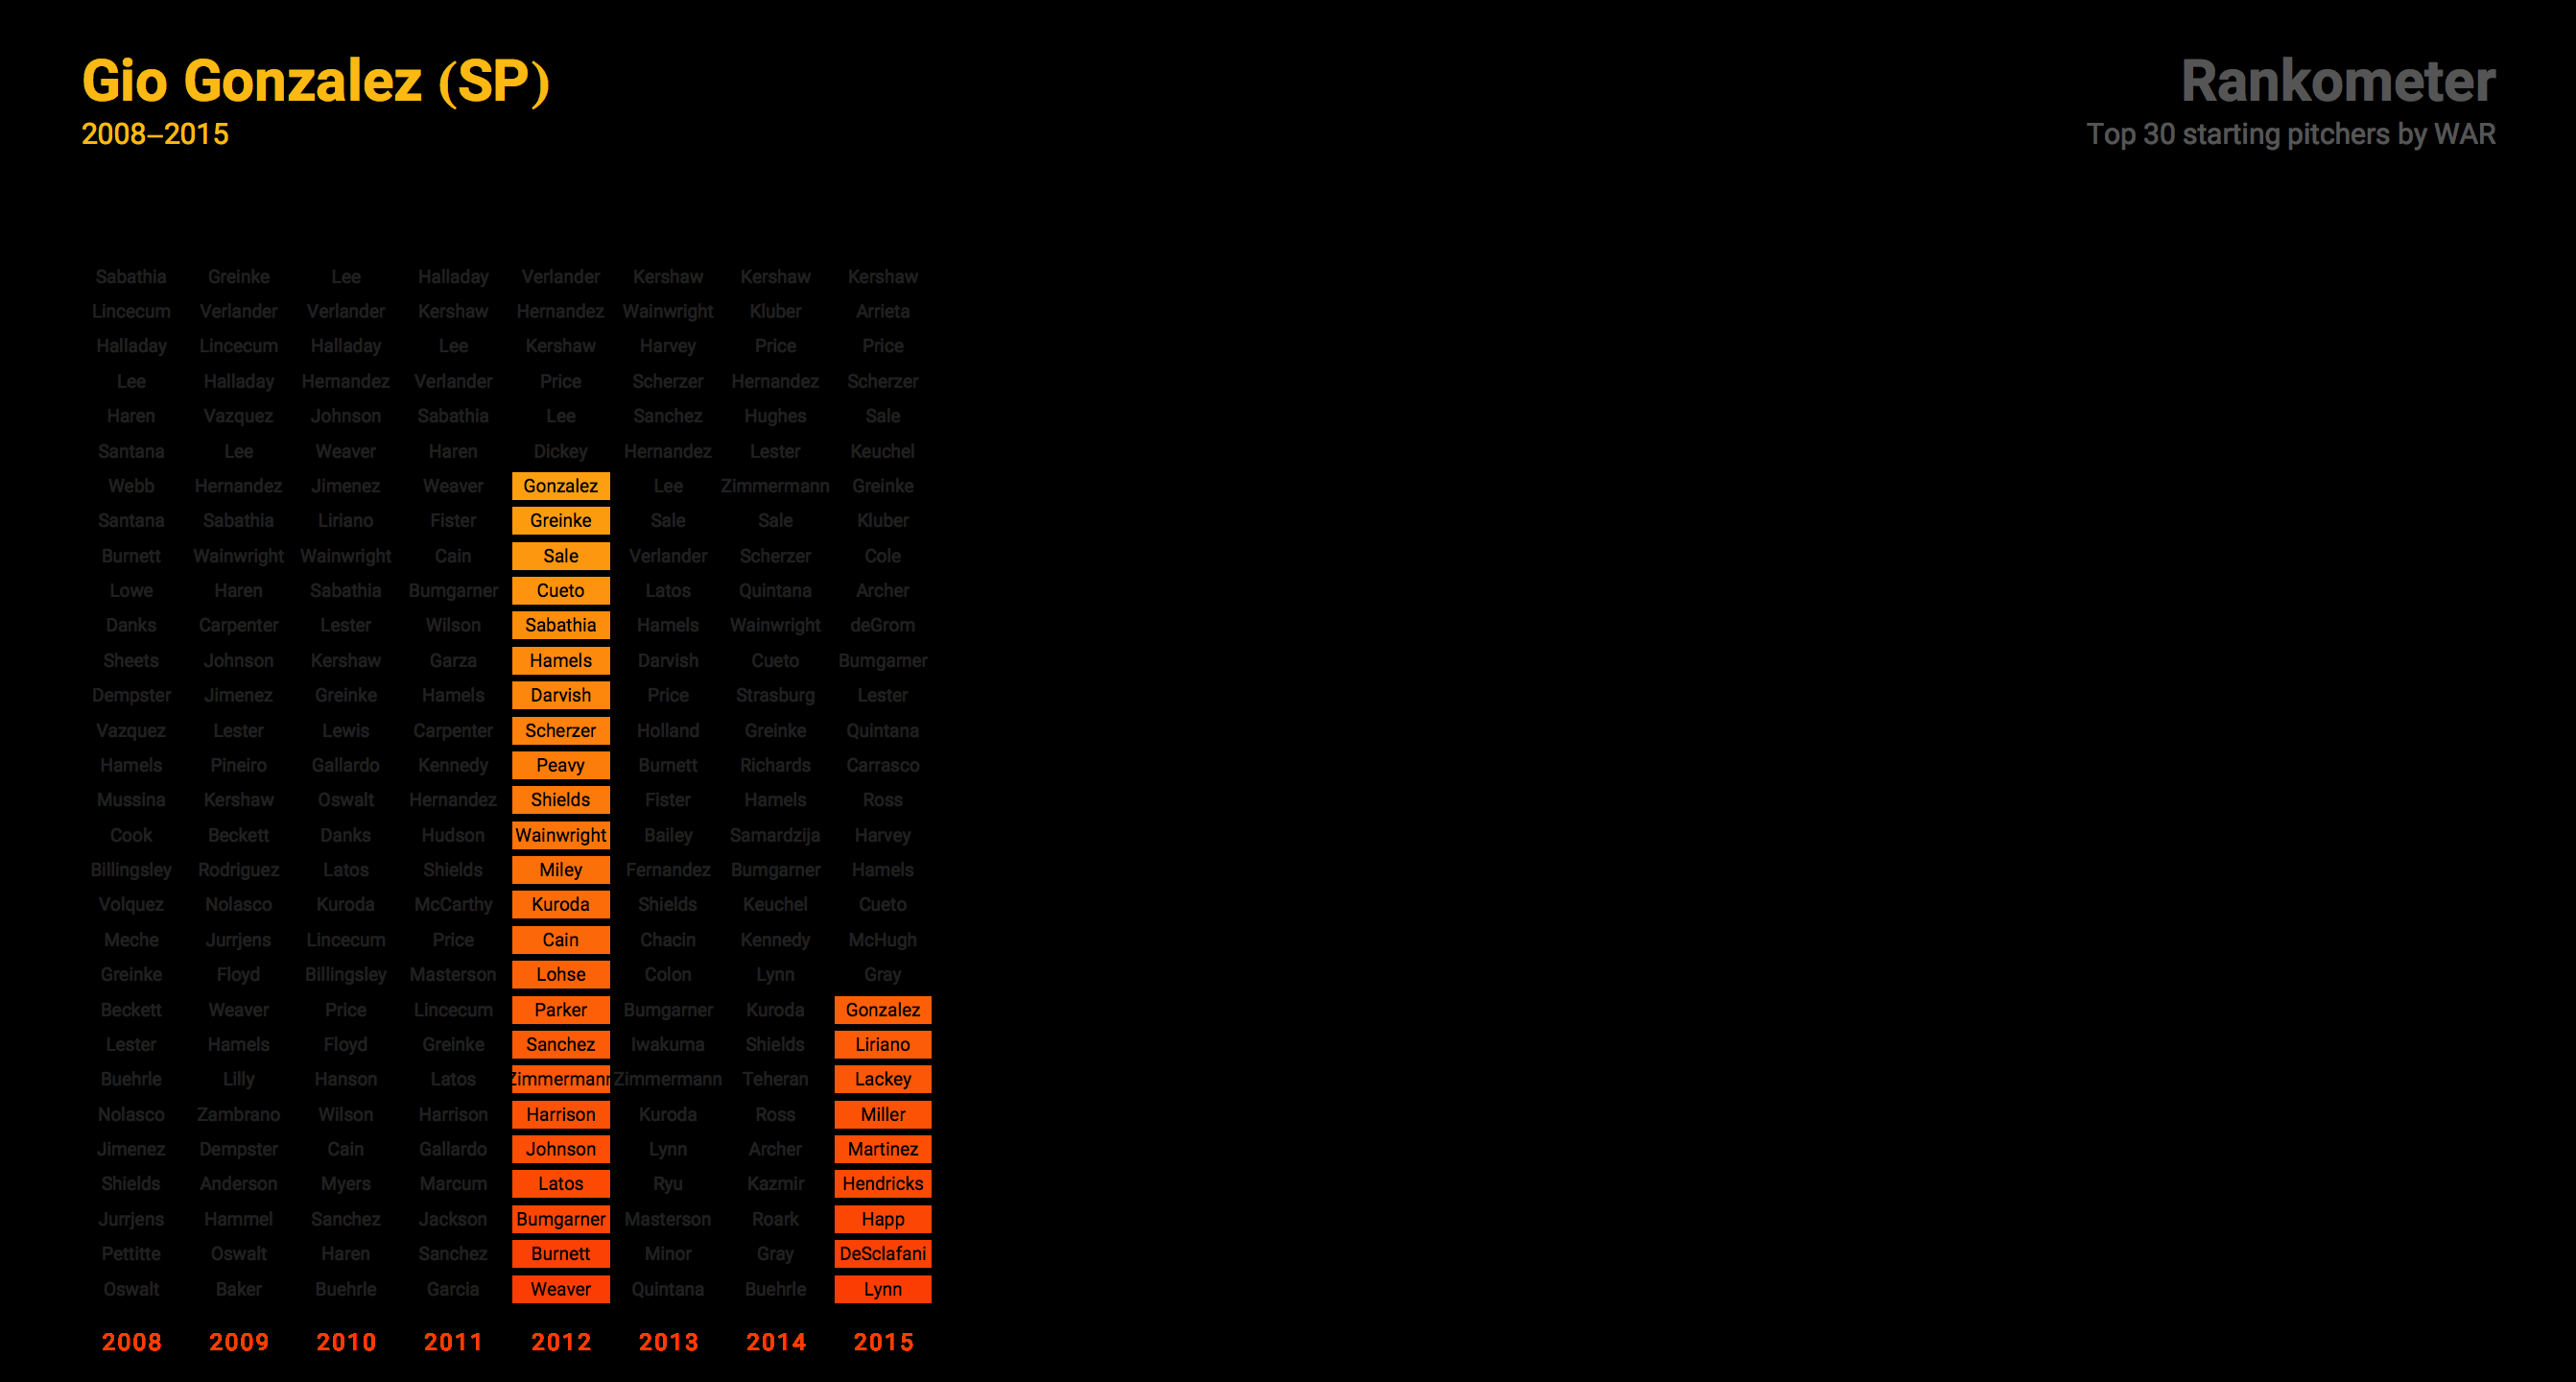 Gio Gonzalez (SP)
2008–2015
Rankometer
Top 30 starting pitchers by WAR
Sabathia Greinke Lee Halladay Verlander Kershaw Kershaw Kershaw
Lincecum Verlander Verlander Kershaw Hernandez Wainwright Kluber Arrieta
Halladay Lincecum Halladay Lee Kershaw Harvey Price Price
Lee Halladay Hernandez Verlander Price Scherzer Hernandez Scherzer
Haren Vazquez Johnson Sabathia Lee Sanchez Hughes Sale
Santana Lee Weaver Haren Dickey Hernandez Lester Keuchel
Webb Hernandez Jimenez Weaver Gonzalez Lee Zimmermann Greinke
Santana Sabathia Liriano Fister Greinke Sale Sale Kluber
Burnett Wainwright Wainwright Cain Sale Verlander Scherzer Cole
Lowe Haren Sabathia Bumgarner Cueto Latos Quintana Archer
Danks Carpenter Lester Wilson Sabathia Hamels Wainwright deGrom
Sheets Johnson Kershaw Garza Hamels Darvish Cueto Bumgarner
Dempster Jimenez Greinke Hamels Darvish Price Strasburg Lester
Vazquez Lester Lewis Carpenter Scherzer Holland Greinke Quintana
Hamels Pineiro Gallardo Kennedy Peavy Burnett Richards Carrasco
Mussina Kershaw Oswalt Hernandez Shields Fister Hamels Ross
Cook Beckett Danks Hudson Wainwright Bailey Samardzija Harvey
Billingsley Rodriguez Latos Shields Miley Fernandez Bumgarner Hamels
Volquez Nolasco Kuroda McCarthy Kuroda Shields Keuchel Cueto
Meche Jurrjens Lincecum Price Cain Chacin Kennedy McHugh
Greinke Floyd Billingsley Masterson Lohse Colon Lynn Gray
Beckett Weaver Price Lincecum Parker Bumgarner Kuroda Gonzalez
Lester Hamels Floyd Greinke Sanchez Iwakuma Shields Liriano
Buehrle Lilly Hanson Latos Zimmermann Zimmermann Teheran Lackey
Nolasco Zambrano Wilson Harrison Harrison Kuroda Ross Miller
Jimenez Dempster Cain Gallardo Johnson Lynn Archer Martinez
Shields Anderson Myers Marcum Latos Ryu Kazmir Hendricks
Jurrjens Hammel Sanchez Jackson Bumgarner Masterson Roark Happ
Pettitte Oswalt Haren Sanchez Burnett Minor Gray DeSclafani
Oswalt Baker Buehrle Garcia Weaver Quintana Buehrle Lynn
2008 2009 2010 2011 2012 2013 2014 2015